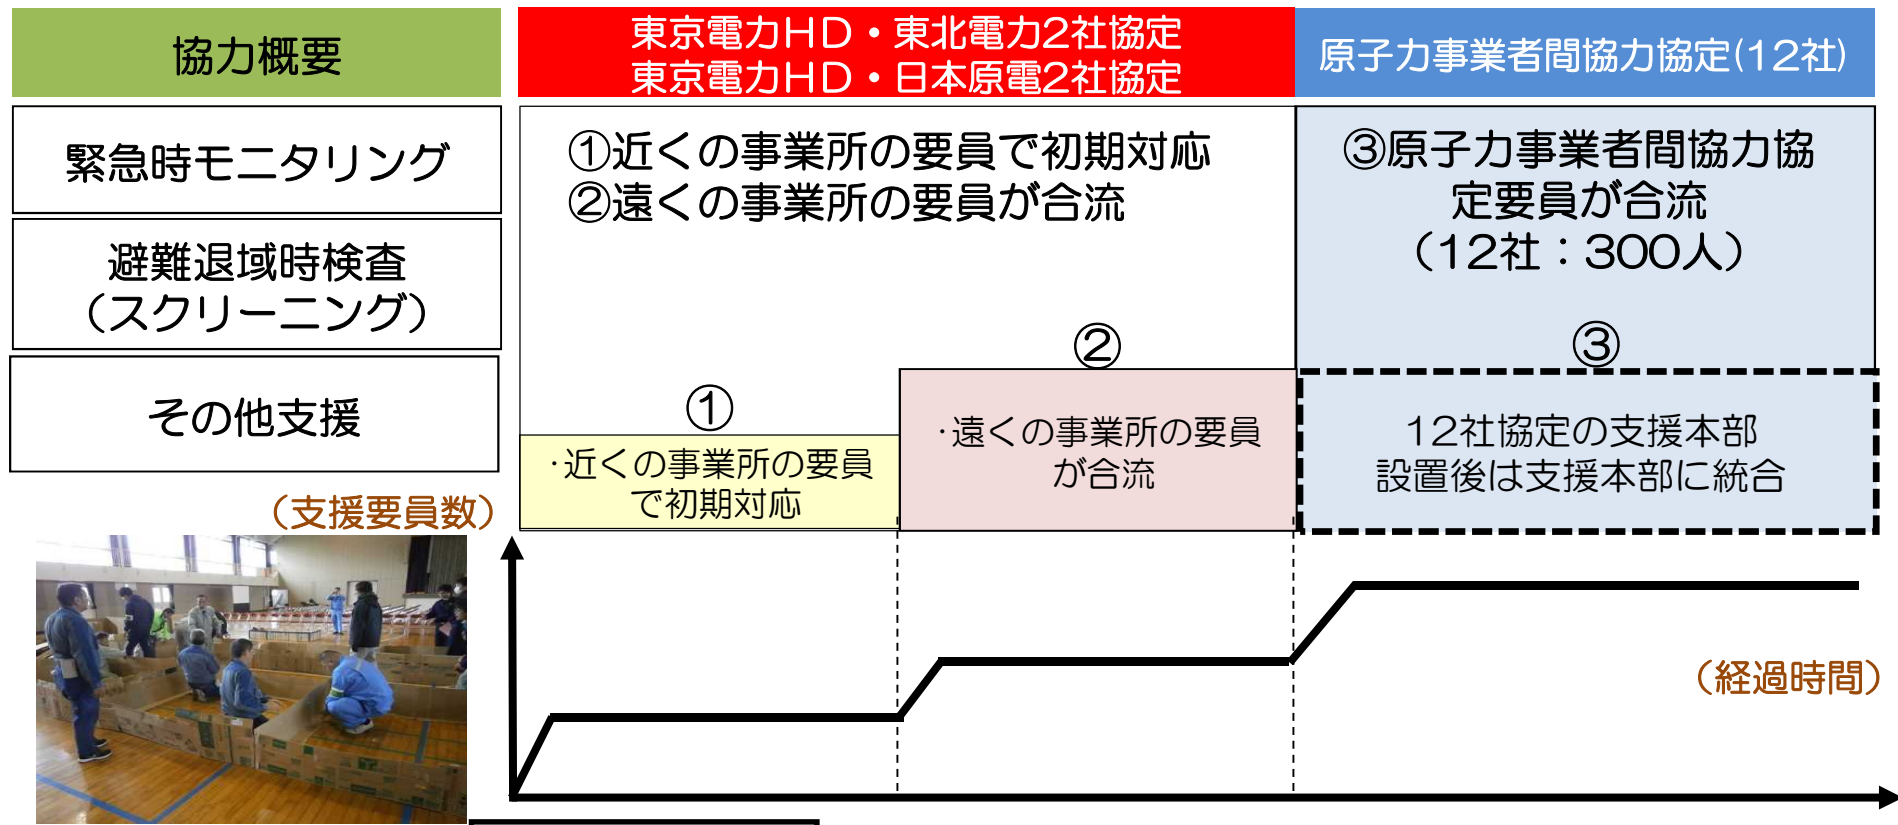 協力概要
東京電力HD・東北電力2社協定
東京電力HD・日本原電2社協定
原子力事業者間協力協定(12社)
緊急時モニタリング
避難退域時検査
（スクリーニング）
その他支援
①近くの事業所の要員で初期対応
②遠くの事業所の要員が合流
③原子力事業者間協力協
定要員が合流
（12社：300人）
①
②
③
・近くの事業所の要員
で初期対応
・遠くの事業所の要員
が合流
12社協定の支援本部
設置後は支援本部に統合
（支援要員数）
（経過時間）